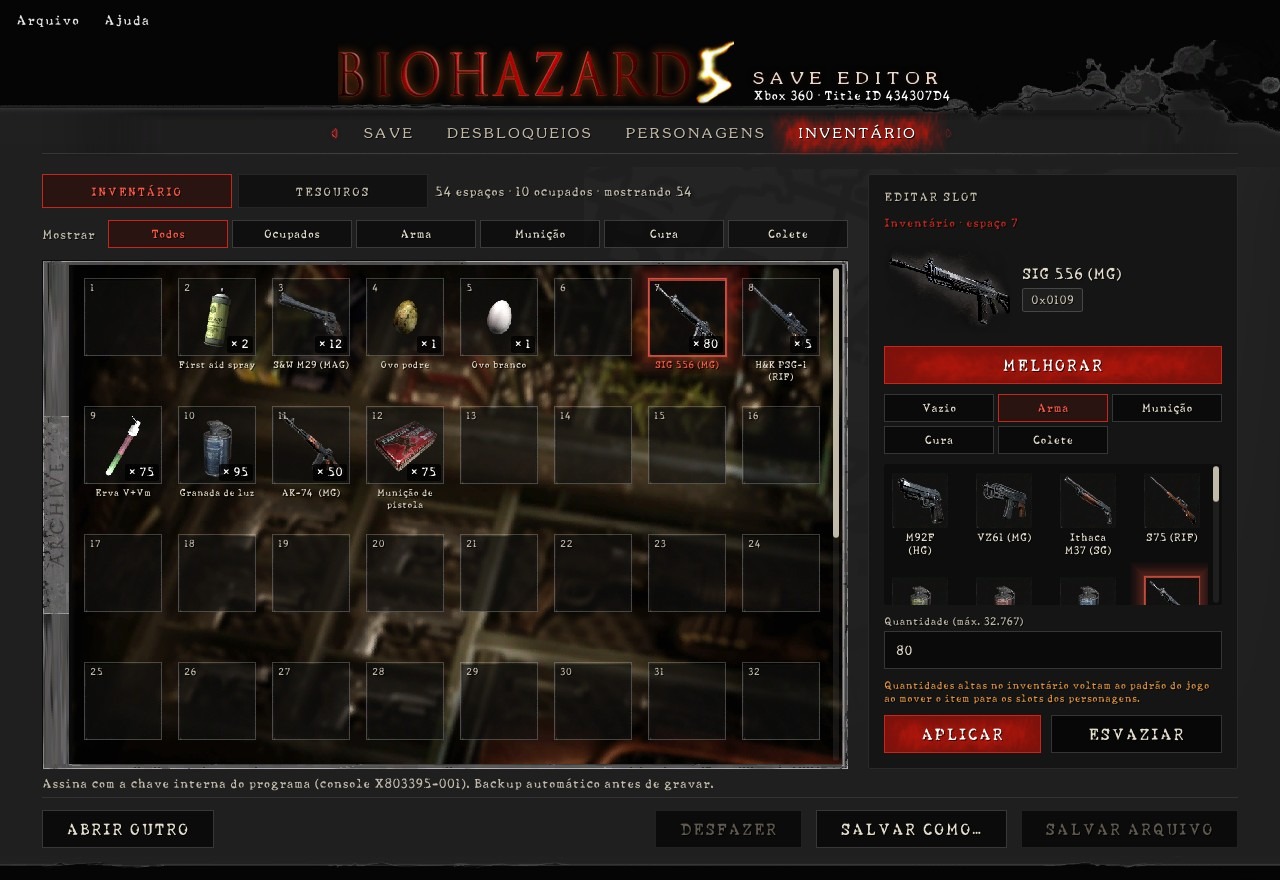 Arquivo Ajuda
BIOHAZARD 5
SAVE EDITOR
Xbox 360 · Title ID 434307D4
SAVE DESBLOQUEIOS PERSONAGENS INVENTÁRIO
INVENTÁRIO TESOUROS 54 espaços · 10 ocupados · mostrando 54
Mostrar Todos Ocupados Arma Munição Cura Colete
1 2 3 4 5 6 7 8
× 2 × 12 × 1 × 1 × 80 × 5
First aid spray S&W M29 (MAG) Ovo podre Ovo branco SIG 556 (MG) H&K PSG-1
(RIF)
9 10 11 12 13 14 15 16
× 75 × 95 × 50 × 75
Erva V+Vm Granada de luz AK-74 (MG) Munição de
pistola
17 18 19 20 21 22 23 24
25 26 27 28 29 30 31 32
ARCHIVE
EDITAR SLOT
Inventário · espaço 7
SIG 556 (MG)
0x0109
MELHORAR
Vazio Arma Munição
Cura Colete
M92F
(HG)
VZ61 (MG)
Ithaca
M37 (SG)
S75 (RIF)
Quantidade (máx. 32.767)
80
Quantidades altas no inventário voltam ao padrão do jogo
ao mover o item para os slots dos personagens.
APLICAR ESVAZIAR
Assina com a chave interna do programa (console X803395-001). Backup automático antes de gravar.
ABRIR OUTRO DESFAZER SALVAR COMO… SALVAR ARQUIVO